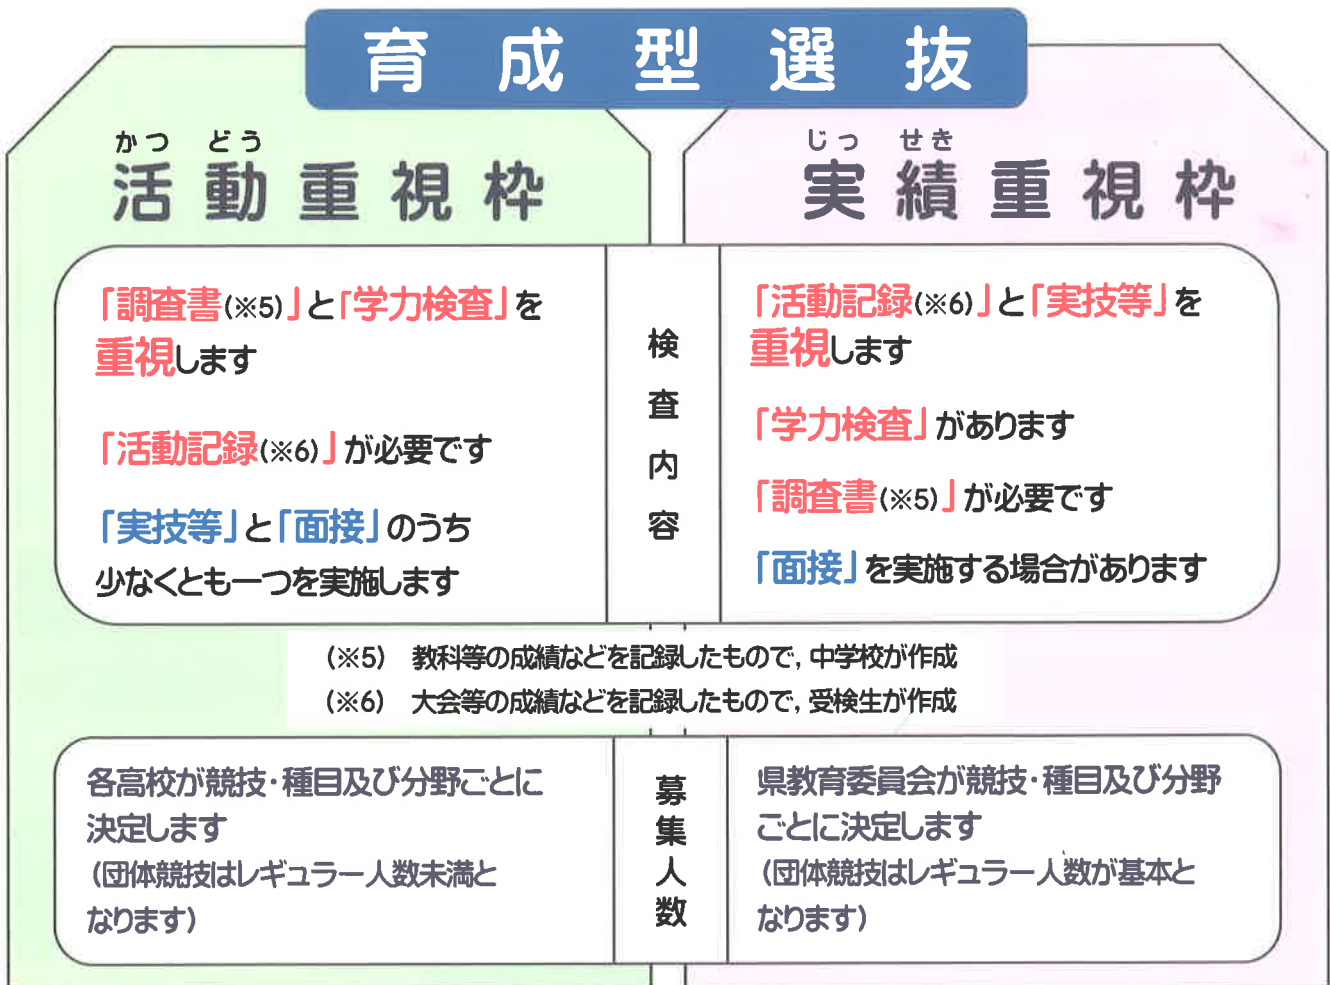 育成型選抜
かつ どう
活動重視枠
「調査書(※5)」と「学力検査」を
重視します
「活動記録(※6)」が必要です
「実技等」と「面接」のうち
少なくとも一つを実施します
検査内容
じっ せき
実績重視枠
「活動記録(※6)」と「実技等」を
重視します
「学力検査」があります
「調査書(※5)」が必要です
「面接」を実施する場合があります
(※5) 教科等の成績などを記録したもので，中学校が作成
(※6) 大会等の成績などを記録したもので，受検生が作成
各高校が競技・種目及び分野ごとに
決定します
(団体競技はレギュラー人数未満と
なります)
募集人数
県教育委員会が競技・種目及び分野
ごとに決定します
(団体競技はレギュラー人数が基本と
なります)